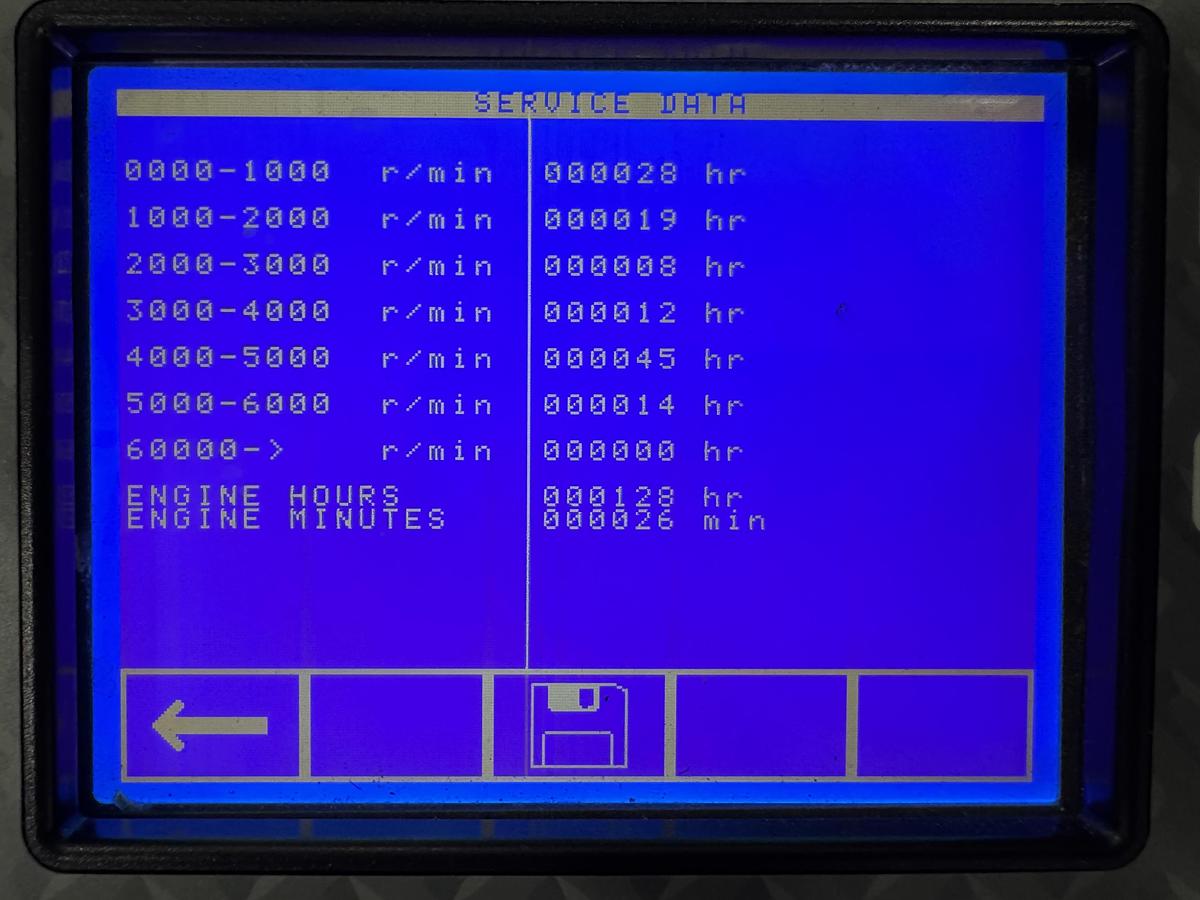 SERVICE DATA
0000-1000 r/min 000028 hr
1000-2000 r/min 000019 hr
2000-3000 r/min 000008 hr
3000-4000 r/min 000012 hr
4000-5000 r/min 000045 hr
5000-6000 r/min 000014 hr
60000-> r/min 000000 hr
ENGINE HOURS 000128 hr
ENGINE MINUTES 000026 min